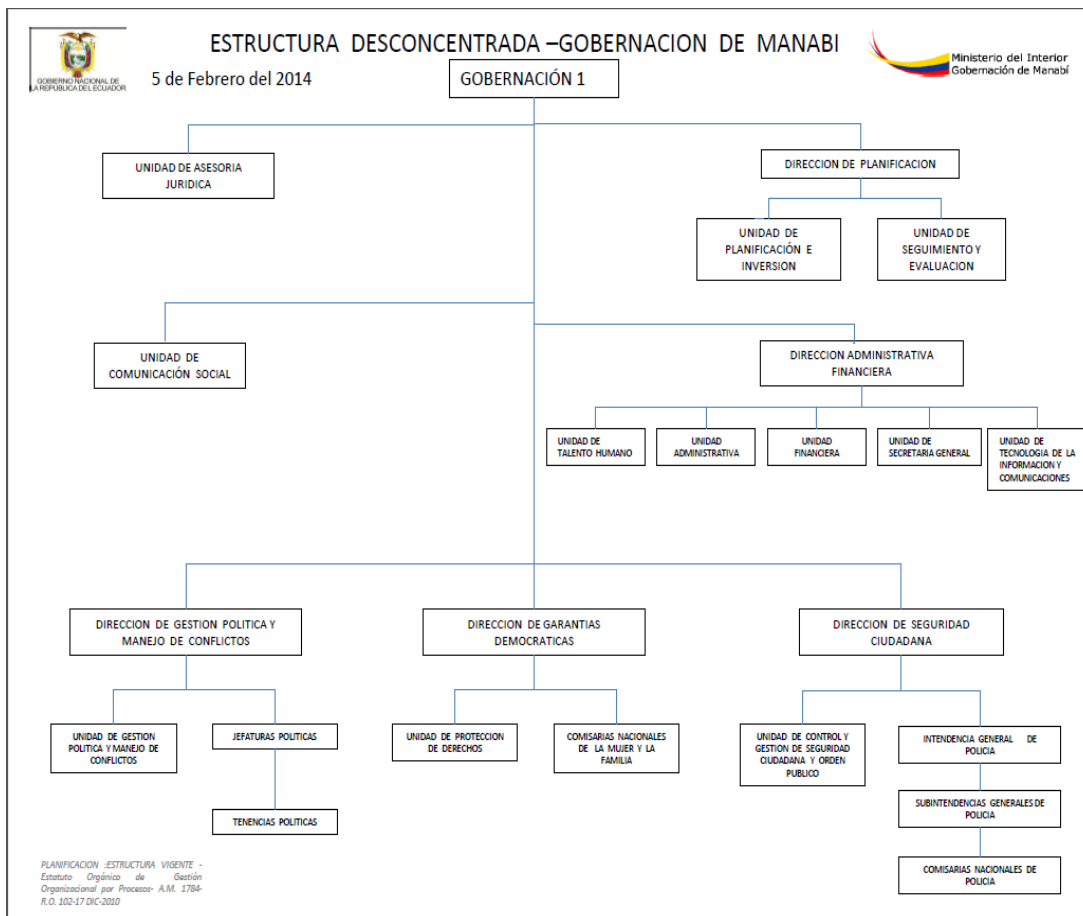 ESTRUCTURA DESCONCENTRADA –GOBERNACION DE MANABI
GOBIERNO NACIONAL DE
LA REPÚBLICA DEL ECUADOR
5 de Febrero del 2014
GOBERNACIÓN 1
Ministerio del Interior
Gobernación de Manabí
UNIDAD DE ASESORIA
JURIDICA
DIRECCION DE PLANIFICACION
UNIDAD DE
PLANIFICACIÓN E
INVERSION
UNIDAD DE
SEGUIMIENTO Y
EVALUACION
UNIDAD DE
COMUNICACIÓN SOCIAL
DIRECCION ADMINISTRATIVA
FINANCIERA
UNIDAD DE
TALENTO HUMANO
UNIDAD
ADMINISTRATIVA
UNIDAD
FINANCIERA
UNIDAD DE
SECRETARIA GENERAL
UNIDAD DE
TECNOLOGIA DE LA
INFORMACION Y
COMUNICACIONES
DIRECCION DE GESTION POLITICA Y
MANEJO DE CONFLICTOS
DIRECCION DE GARANTIAS
DEMOCRATICAS
DIRECCION DE SEGURIDAD
CIUDADANA
UNIDAD DE GESTION
POLITICA Y MANEJO DE
CONFLICTOS
JEFATURAS POLITICAS
UNIDAD DE PROTECCION
DE DERECHOS
COMISARIAS NACIONALES
DE LA MUJER Y LA
FAMILIA
UNIDAD DE CONTROL Y
GESTION DE SEGURIDAD
CIUDADANA Y ORDEN
PUBLICO
INTENDENCIA GENERAL DE
POLICIA
TENENCIAS POLITICAS
SUBINTENDENCIAS GENERALES DE
POLICIA
COMISARIAS NACIONALES DE
POLICIA
PLANIFICACION :ESTRUCTURA VIGENTE -
Estatuto Orgánico de Gestión
Organizacional por Procesos- A.M. 1784-
R.O. 102-17 DIC-2010